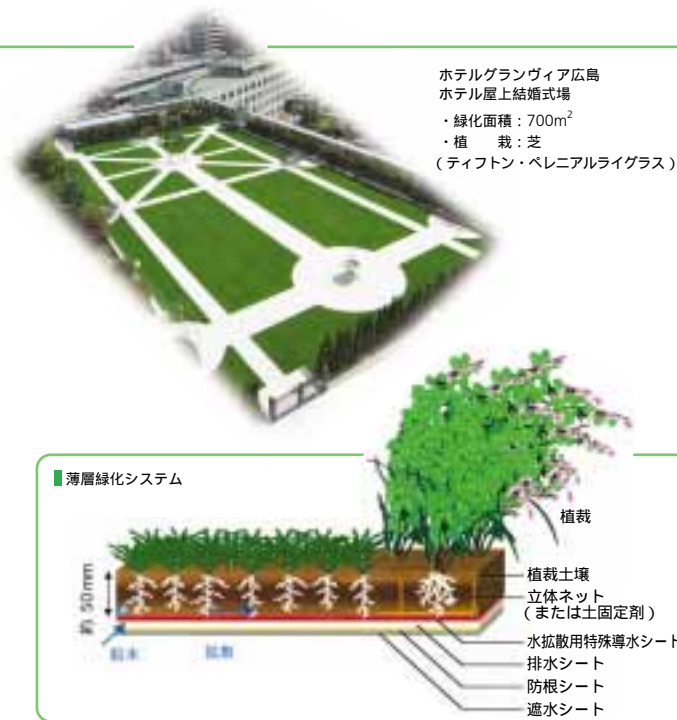 ホテルグランヴィア広島
ホテル屋上結婚式場
・緑化面積：700m²
・植　　栽：芝
（ティフトン・ペレニアルライグラス）
薄層緑化システム
植栽
約 50mm
植栽土壌
立体ネット
（または土固定剤）
水拡散用特殊導水シート
給水
拡散
排水シート
防根シート
遮水シート